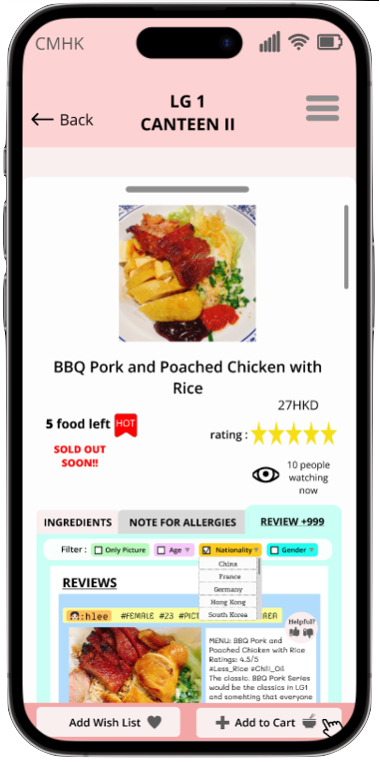 CMHK
LG 1
CANTEEN II
Back
BBQ Pork and Poached Chicken with
Rice
27HKD
5 food left HOT
rating :
SOLD OUT
SOON!!
10 people
watching
now
INGREDIENTS
NOTE FOR ALLERGIES
REVIEW +999
Filter : Only Picture Age Nationality Gender
China
France
Germany
Hong Kong
South Korea
REVIEWS
:hlee #FEMALE #23 #PICT REA
Helpful?
MENU: BBQ Pork and
Poached Chicken with Rice
Ratings: 4.5/5
#Less_Rice #Chili_Oil
The classic. BBQ Pork Series
would be the classics in LG1
and somehting that everyone
Add Wish List
Add to Cart